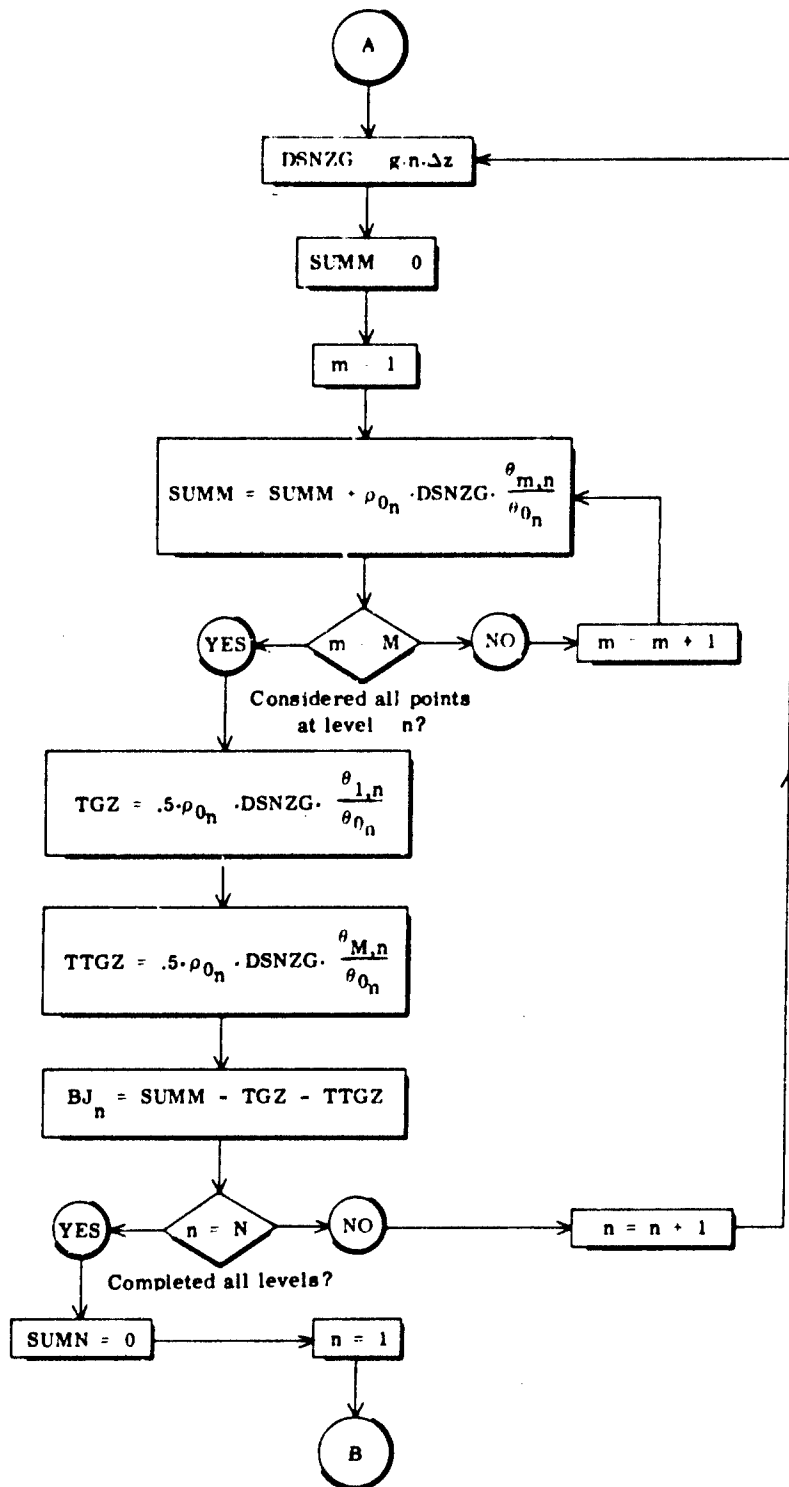 A
DSNZG g.n.Δz
SUMM 0
m - 1
SUMM = SUMM + ρ₀ₙ · DSNZG · θm,n / θ₀ₙ
YES
m M
NO
m - m + 1
Considered all points
at level n?
TGZ = .5·ρ₀ₙ · DSNZG · θ1,n / θ₀ₙ
TTGZ = .5·ρ₀ₙ · DSNZG · θM,n / θ₀ₙ
BJn = SUMM - TGZ - TTGZ
YES
n = N
NO
n = n + 1
Completed all levels?
SUMN = 0
n = 1
B